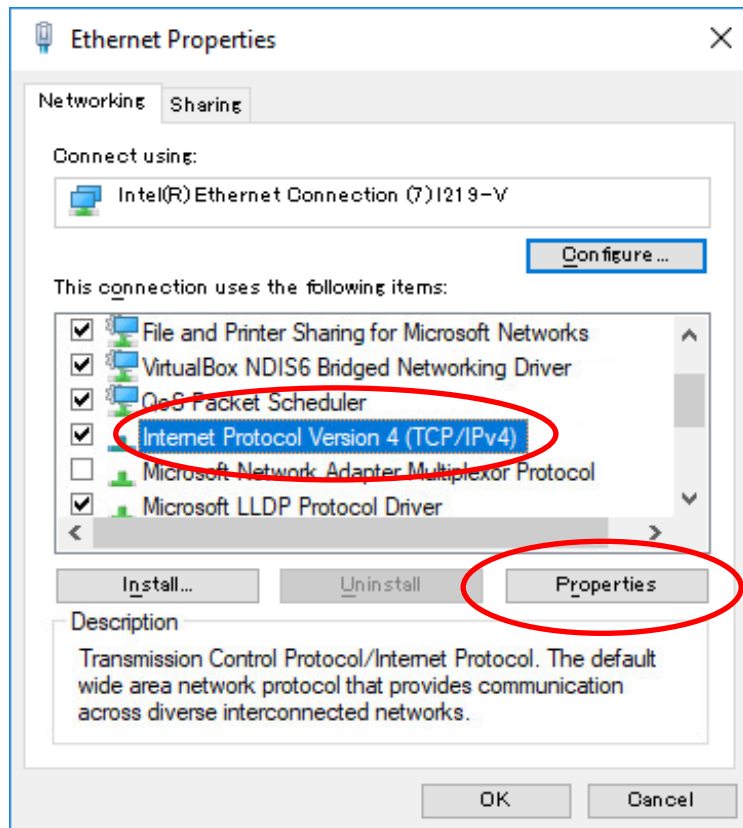 Ethernet Properties
Networking
Sharing
Connect using:
Intel(R) Ethernet Connection (7) I219-V
Configure...
This connection uses the following items:
File and Printer Sharing for Microsoft Networks
VirtualBox NDIS6 Bridged Networking Driver
QoS Packet Scheduler
Internet Protocol Version 4 (TCP/IPv4)
Microsoft Network Adapter Multiplexor Protocol
Microsoft LLDP Protocol Driver
Install...
Uninstall
Properties
Description
Transmission Control Protocol/Internet Protocol. The default
wide area network protocol that provides communication
across diverse interconnected networks.
OK
Cancel